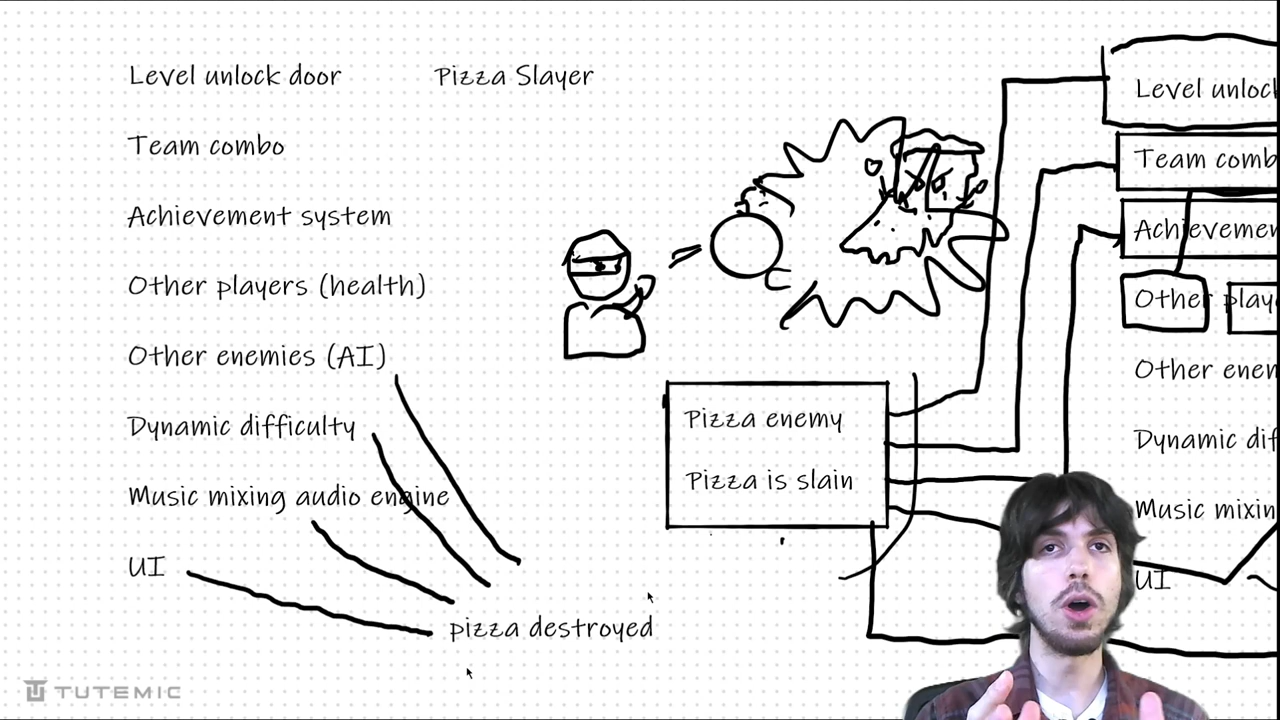 Level unlock door
Pizza Slayer
Team combo
Achievement system
Other players (health)
Other enemies (AI)
Dynamic difficulty
Music mixing audio engine
UI
pizza destroyed
Pizza enemy
Pizza is slain
Level unlock
Team comb
Achievemen
Other playe
Other enem
Dynamic dif
Music mixin
UI
TUTEMIC